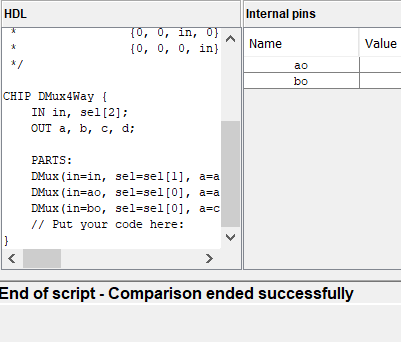 HDL
Internal pins
* {0, 0, in, 0}
* {0, 0, 0, in}
*/
CHIP DMux4Way {
IN in, sel[2];
OUT a, b, c, d;
PARTS:
DMux(in=in, sel=sel[1], a=a
DMux(in=ao, sel=sel[0], a=a
DMux(in=bo, sel=sel[0], a=c
// Put your code here:
}
Name Value
ao
bo
End of script - Comparison ended successfully